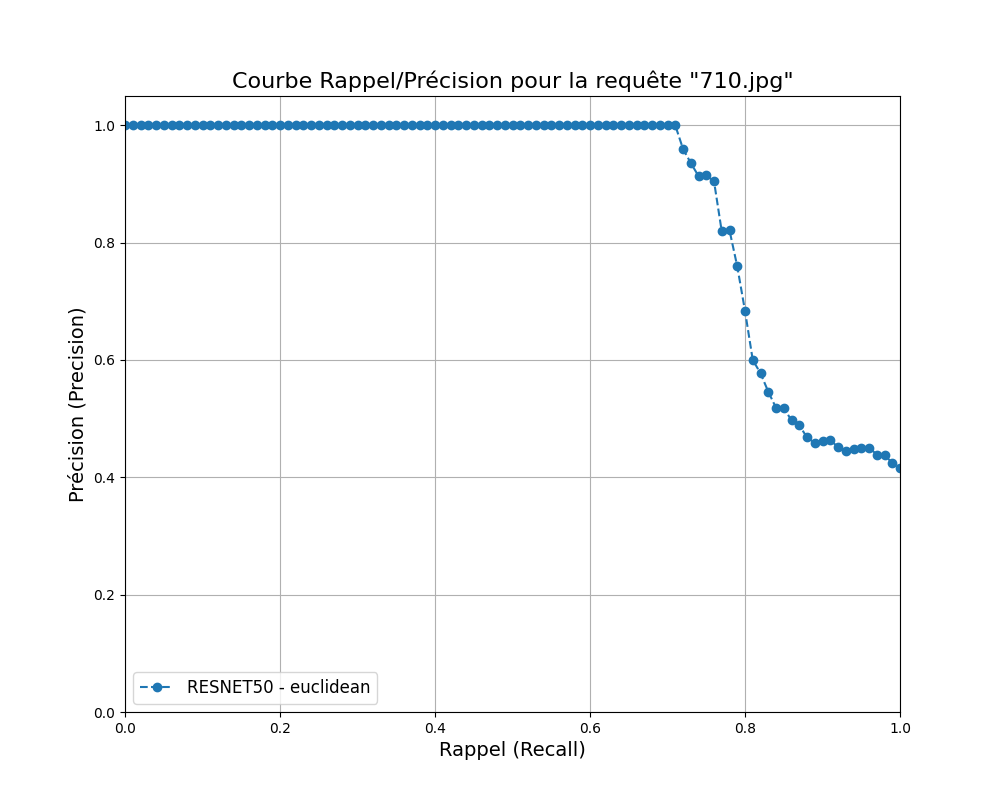 Courbe Rappel/Précision pour la requête "710.jpg"
Précision (Precision)
1.0
0.8
0.6
0.4
0.2
0.0
RESNET50 - euclidean
0.0 0.2 0.4 0.6 0.8 1.0
Rappel (Recall)